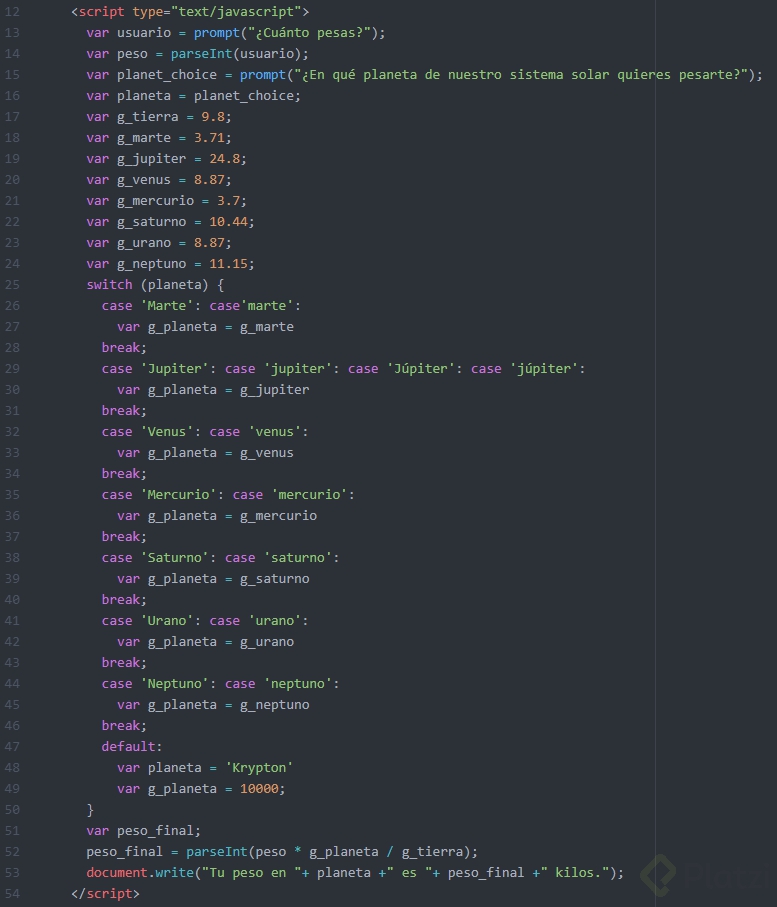 12 <script type="text/javascript">
13 var usuario = prompt("¿Cuánto pesas?");
14 var peso = parseInt(usuario);
15 var planet_choice = prompt("¿En qué planeta de nuestro sistema solar quieres pesarte?");
16 var planeta = planet_choice;
17 var g_tierra = 9.8;
18 var g_marte = 3.71;
19 var g_jupiter = 24.8;
20 var g_venus = 8.87;
21 var g_mercurio = 3.7;
22 var g_saturno = 10.44;
23 var g_urano = 8.87;
24 var g_neptuno = 11.15;
25 switch (planeta) {
26 case 'Marte': case'marte':
27 var g_planeta = g_marte
28 break;
29 case 'Jupiter': case 'jupiter': case 'Júpiter': case 'júpiter':
30 var g_planeta = g_jupiter
31 break;
32 case 'Venus': case 'venus':
33 var g_planeta = g_venus
34 break;
35 case 'Mercurio': case 'mercurio':
36 var g_planeta = g_mercurio
37 break;
38 case 'Saturno': case 'saturno':
39 var g_planeta = g_saturno
40 break;
41 case 'Urano': case 'urano':
42 var g_planeta = g_urano
43 break;
44 case 'Neptuno': case 'neptuno':
45 var g_planeta = g_neptuno
46 break;
47 default:
48 var planeta = 'Krypton'
49 var g_planeta = 10000;
50 }
51 var peso_final;
52 peso_final = parseInt(peso * g_planeta / g_tierra);
53 document.write("Tu peso en "+ planeta +" es "+ peso_final +" kilos.");
Platzi
54 </script>